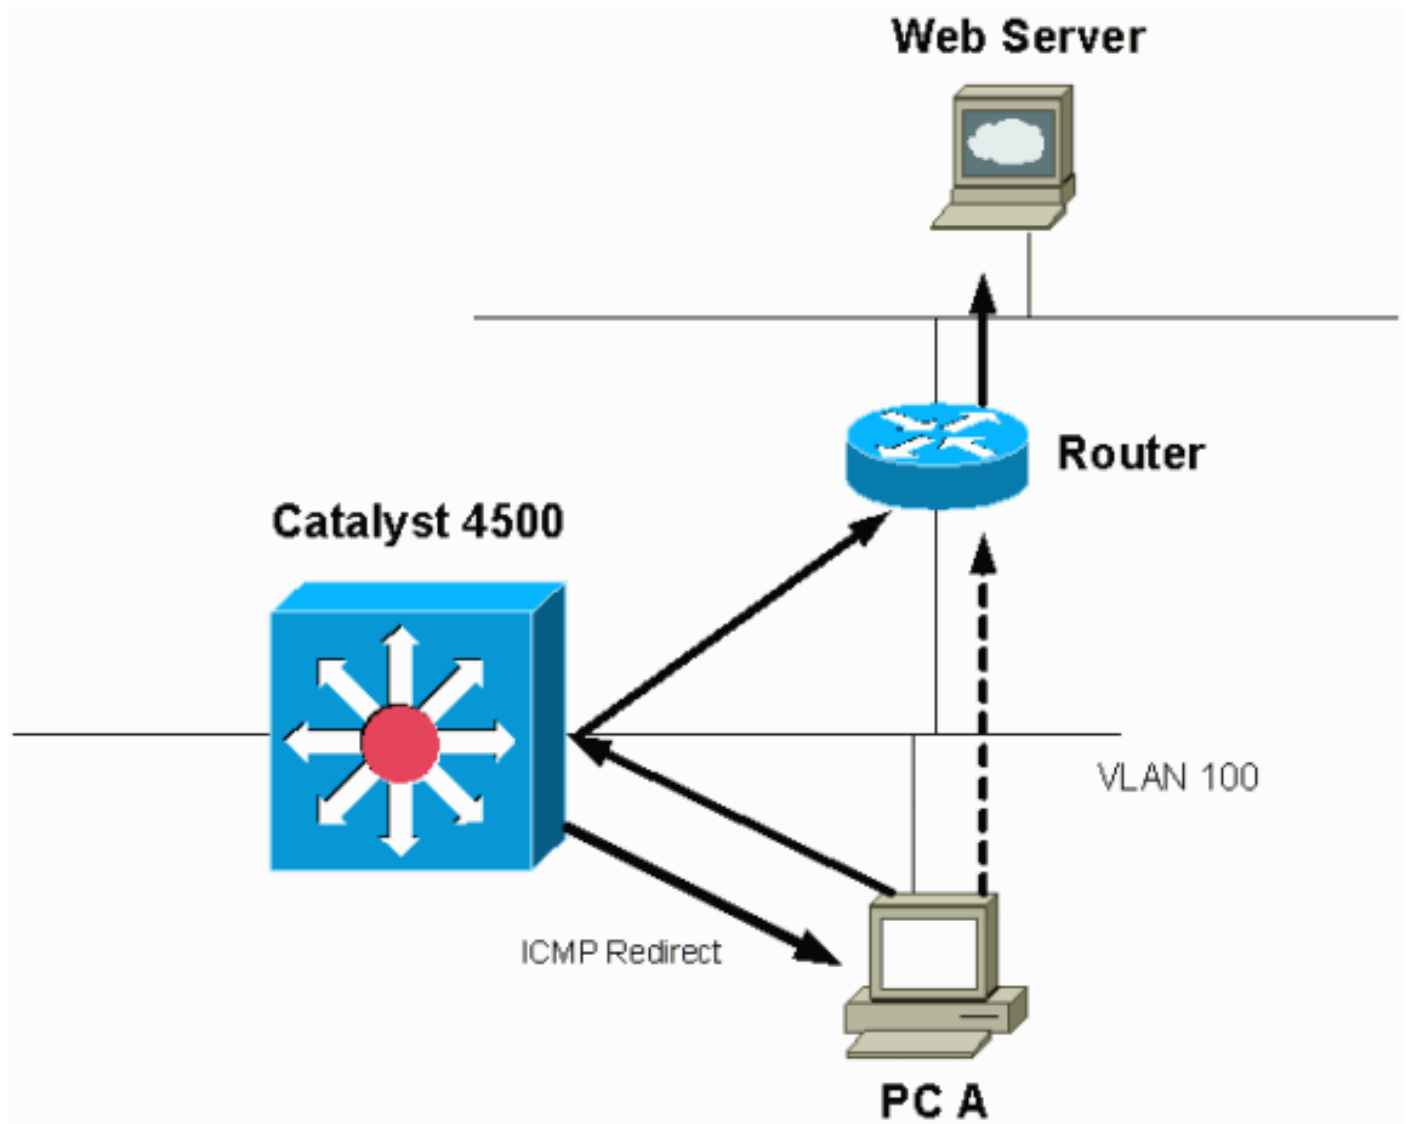 Web Server
Router
Catalyst 4500
VLAN 100
ICMP Redirect
PC A